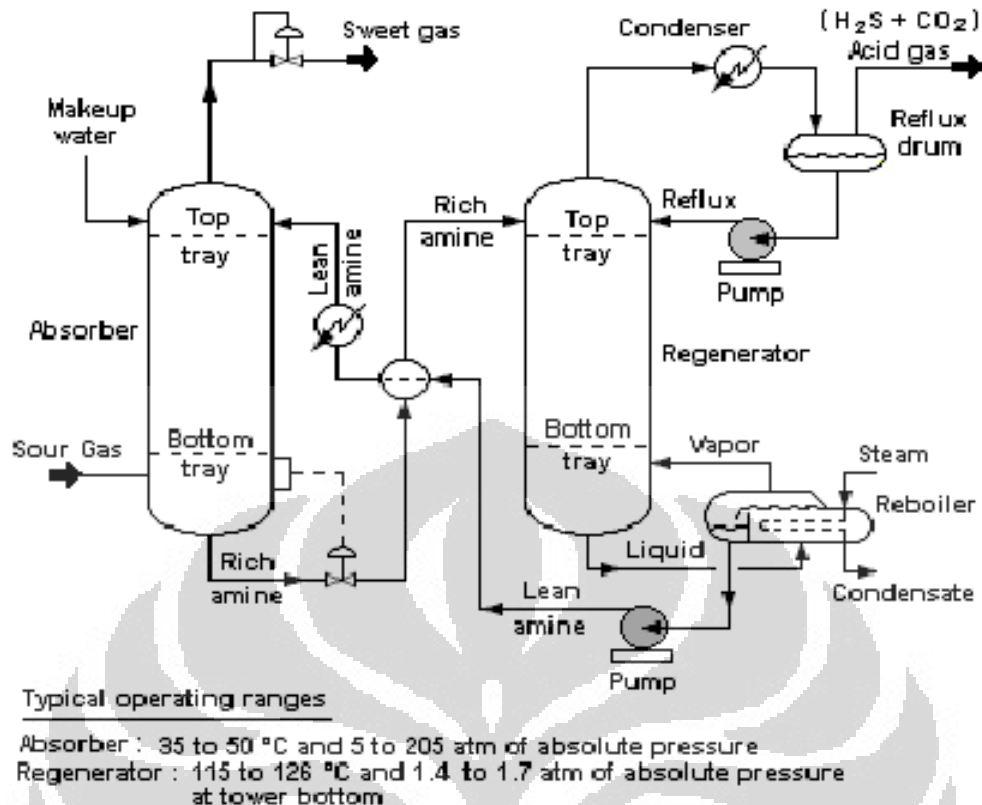 Sweet gas
Condenser
(H₂S + CO₂)
Acid gas
Makeup
water
Reflux
drum
Top
tray
Lean
amine
Rich
amine
Top
tray
Reflux
Pump
Absorber
Regenerator
Sour Gas
Bottom
tray
Bottom
tray
Vapor
Steam
Reboiler
Rich
amine
Liquid
Condensate
Lean
amine
Pump
Typical operating ranges
Absorber : 35 to 50 °C and 5 to 205 atm of absolute pressure
Regenerator : 115 to 126 °C and 1.4 to 1.7 atm of absolute pressure
at tower bottom